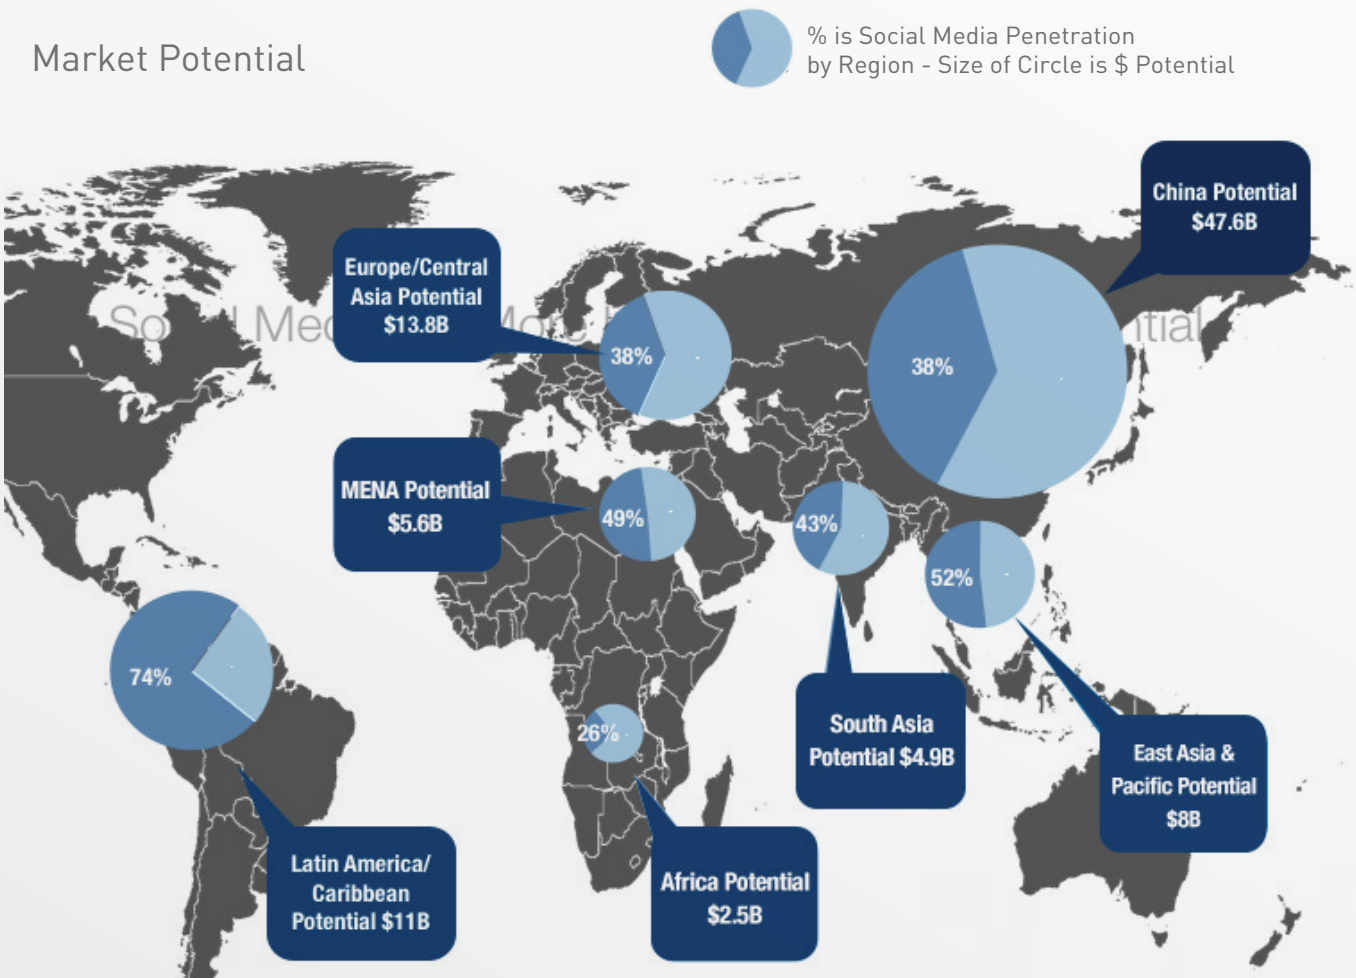 Market Potential
% is Social Media Penetration
by Region - Size of Circle is $ Potential
China Potential
$47.6B
Europe/Central
Asia Potential
$13.8B
38%
38%
MENA Potential
$5.6B
49%
43%
52%
74%
26%
South Asia
Potential $4.9B
East Asia &
Pacific Potential
$8B
Latin America/
Caribbean
Potential $11B
Africa Potential
$2.5B